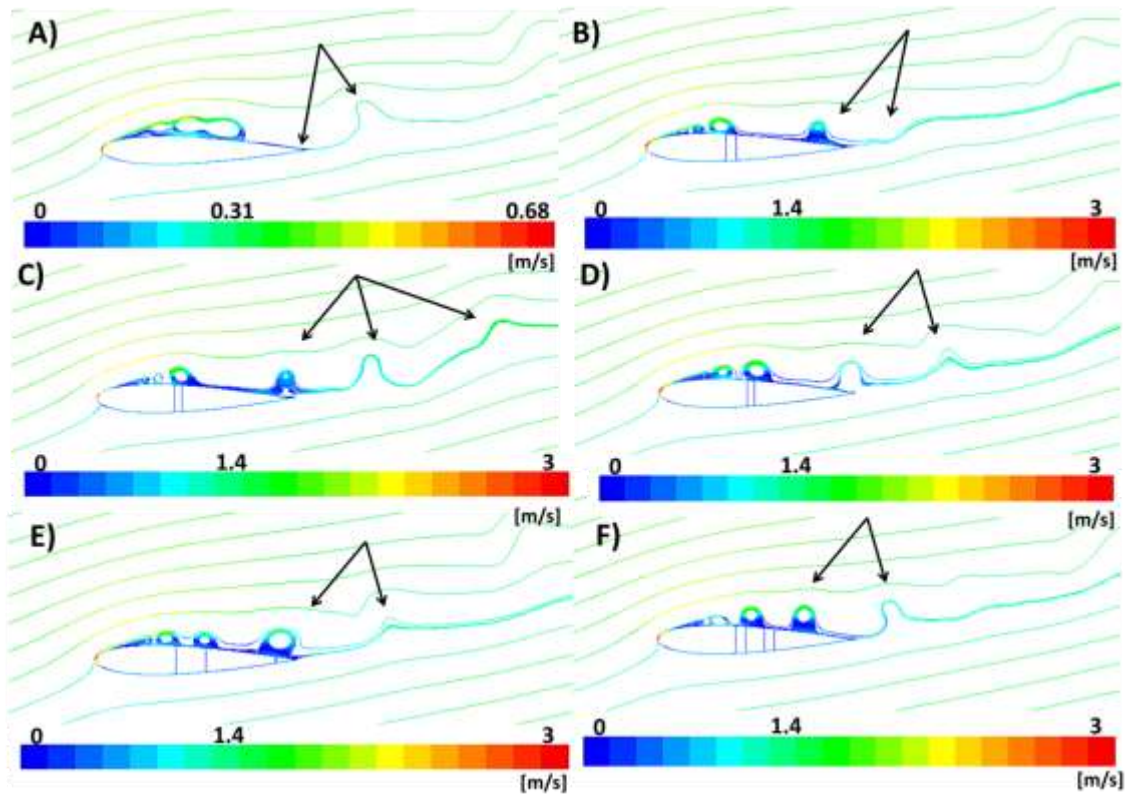 A) B)
0 0.31 0.68 0 1.4 3
[m/s] [m/s]
C) D)
0 1.4 3 0 1.4 3
[m/s] [m/s]
E) F)
0 1.4 3 0 1.4 3
[m/s] [m/s]